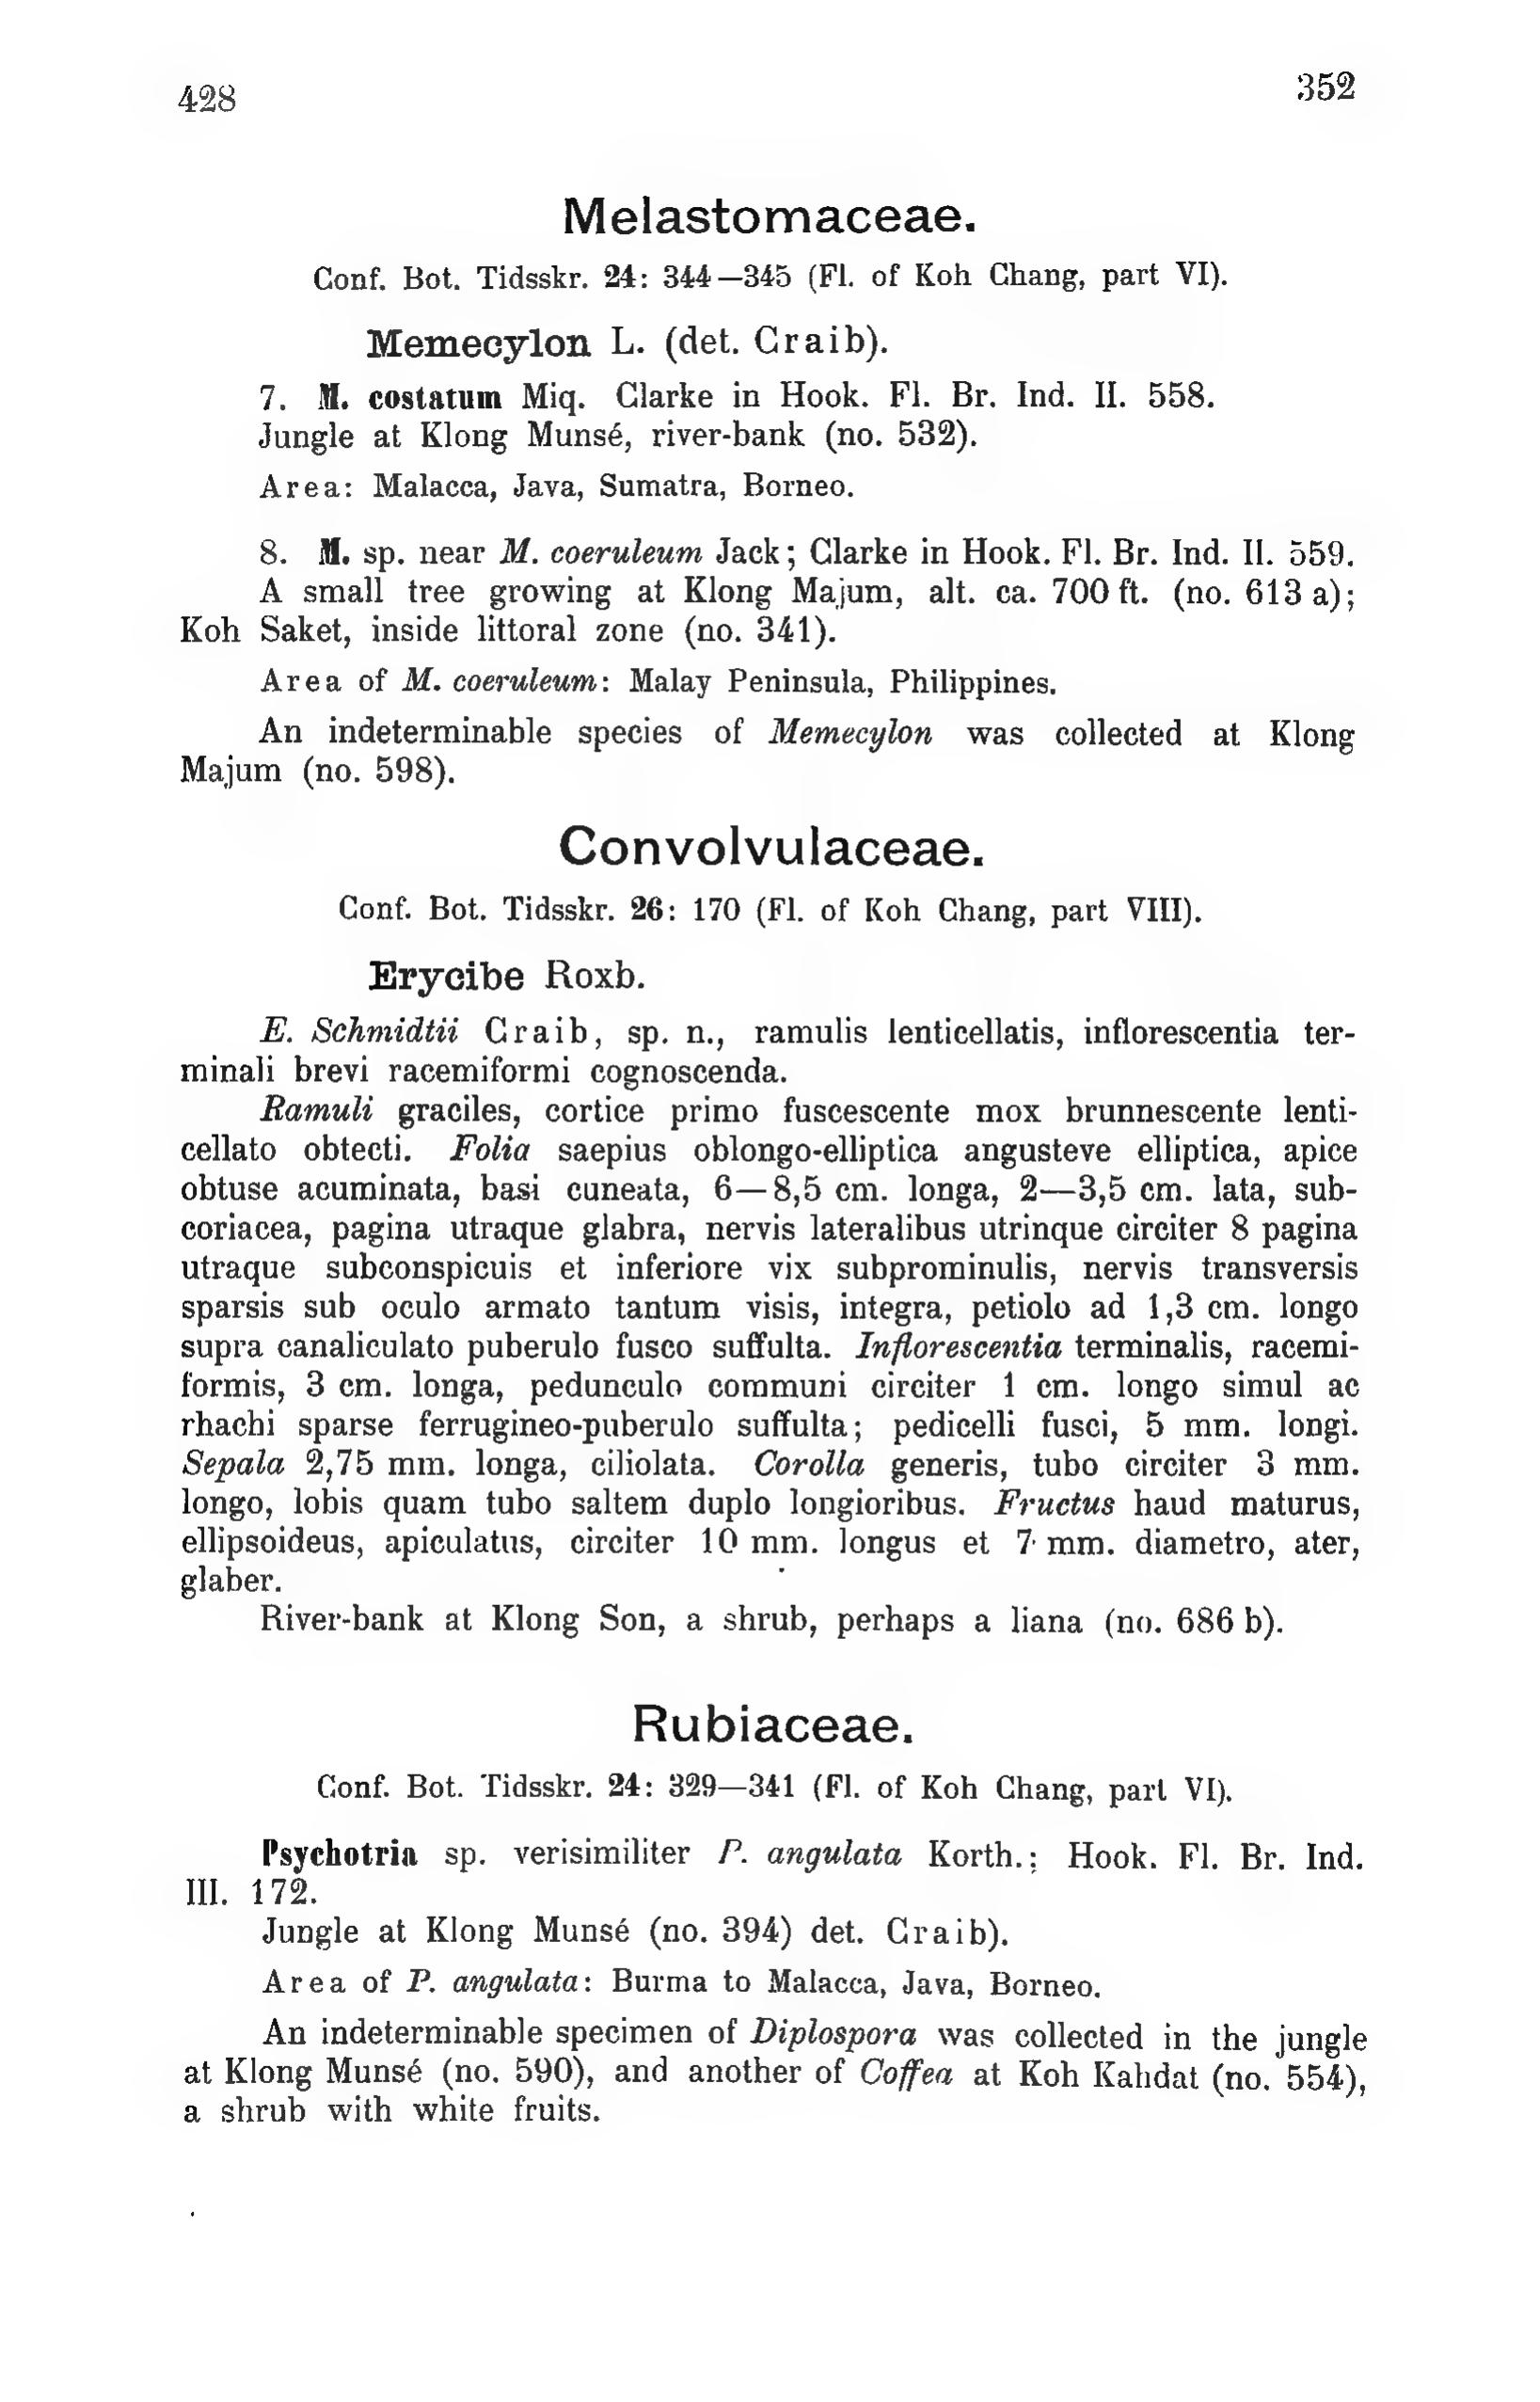 428
352
Melastomaceae.
Conf. Bot. Tidsskr. 24: 344—345 (Fl. of Koh Chang, part VI).
Memecylon L. (det. Craib).
7. M. costatum Miq. Clarke in Hook. Fl. Br. Ind. II. 558.
Jungle at Klong Munsé, river-bank (no. 532).
Area: Malacca, Java, Sumatra, Borneo.
8. M. sp. near M. coeruleum Jack; Clarke in Hook. Fl. Br. Ind. II. 559.
A small tree growing at Klong Majum, alt. ca. 700 ft. (no. 613 a);
Koh Saket, inside littoral zone (no. 341).
Area of M. coeruleum: Malay Peninsula, Philippines.
An indeterminable species of Memecylon was collected at Klong
Majum (no. 598).
Convolvulaceae.
Conf. Bot. Tidsskr. 26: 170 (Fl. of Koh Chang, part VIII).
Erycibe Roxb.
E. Schmidtii Craib, sp. n., ramulis lenticellatis, inflorescentia ter-
minali brevi racemiformi cognoscenda.
Ramuli graciles, cortice primo fuscescente mox brunnescente lenti-
cellato obtecti. Folia saepius oblongo-elliptica angusteve elliptica, apice
obtuse acuminata, basi cuneata, 6—8,5 cm. longa, 2—3,5 cm. lata, sub-
coriacea, pagina utraque glabra, nervis lateralibus utrinque circiter 8 pagina
utraque subconspicuis et inferiore vix subprominulis, nervis transversis
sparsis sub oculo armato tantum visis, integra, petiolo ad 1,3 cm. longo
supra canaliculato puberulo fusco suffulta. Inflorescentia terminalis, racemi-
formis, 3 cm. longa, pedunculo communi circiter 1 cm. longo simul ac
rhachi sparse ferrugineo-puberulo suffulta; pedicelli fusci, 5 mm. longi.
Sepala 2,75 mm. longa, ciliolata. Corolla generis, tubo circiter 3 mm.
longo, lobis quam tubo saltem duplo longioribus. Fructus haud maturus,
ellipsoideus, apiculatus, circiter 10 mm. longus et 7 mm. diametro, ater,
glaber.
River-bank at Klong Son, a shrub, perhaps a liana (no. 686 b).
Rubiaceae.
Conf. Bot. Tidsskr. 24: 329—341 (Fl. of Koh Chang, part VI).
Psychotria sp. verisimiliter P. angulata Korth.; Hook. Fl. Br. Ind.
III. 172.
Jungle at Klong Munsé (no. 394) det. Craib).
Area of P. angulata: Burma to Malacca, Java, Borneo.
An indeterminable specimen of Diplospora was collected in the jungle
at Klong Munsé (no. 590), and another of Coffea at Koh Kahdat (no. 554),
a shrub with white fruits.